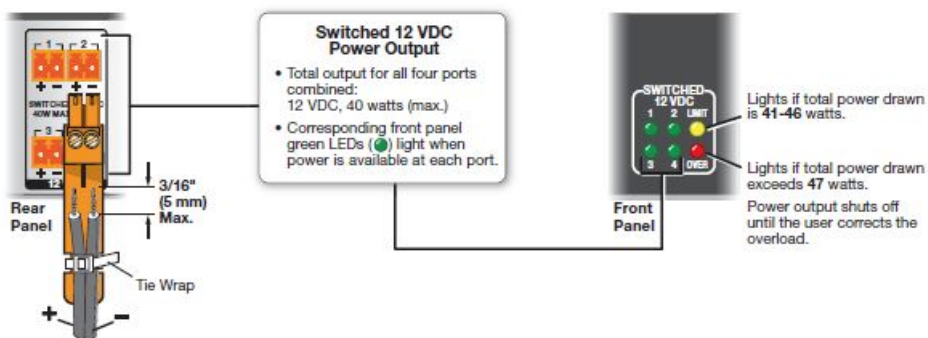 1 2
+ − + −
SWITCHED
40W MAX
3
+ −
12
Rear
Panel
3/16"
(5 mm)
Max.
Tie Wrap
+ −
Switched 12 VDC
Power Output
• Total output for all four ports
combined:
12 VDC, 40 watts (max.)
• Corresponding front panel
green LEDs ( ) light when
power is available at each port.
SWITCHED
12 VDC
1 2 LIMIT
3 4 OVER
Front
Panel
Lights if total power drawn
is 41-46 watts.
Lights if total power drawn
exceeds 47 watts.
Power output shuts off
until the user corrects the
overload.